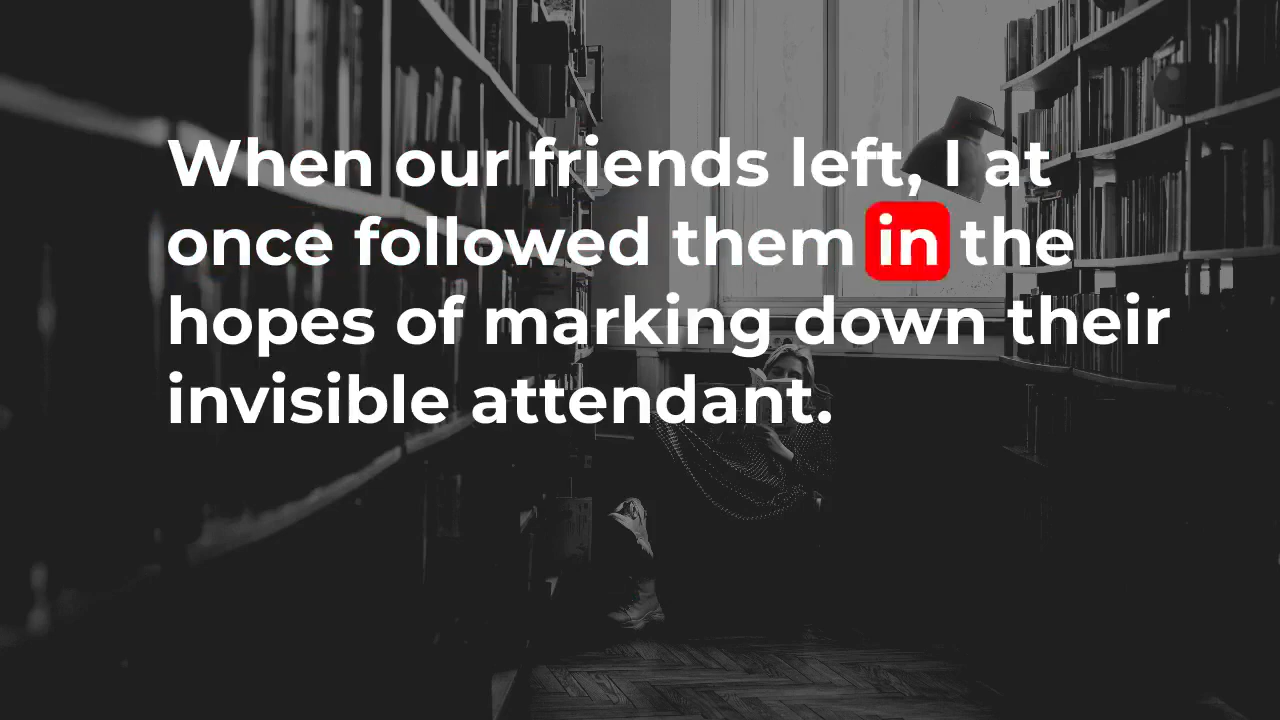 When our friends left, I at
once followed them in the
hopes of marking down their
invisible attendant.